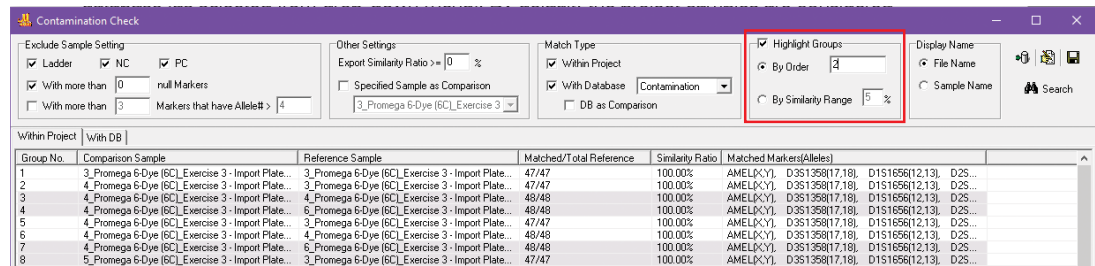 Contamination Check
Exclude Sample Setting
Ladder NC PC
With more than 0 null Markers
With more than 3 Markers that have Allele# > 4
Other Settings
Export Similarity Ratio >= 0 %
Specified Sample as Comparison
3_Promega 6-Dye (6C)_Exercise 3
Match Type
Within Project
With Database Contamination
DB as Comparison
Highlight Groups
By Order 2
By Similarity Range 5 %
Display Name
File Name
Sample Name
Search
Within Project With DB
Group No. Comparison Sample Reference Sample Matched/Total Reference Similarity Ratio Matched Markers(Alleles)
1 3_Promega 6-Dye (6C)_Exercise 3 - Import Plate... 3_Promega 6-Dye (6C)_Exercise 3 - Import Plate... 47/47 100.00% AMEL(X,Y), D3S1358(17,18), D1S1656(12,13), D2S...
2 4_Promega 6-Dye (6C)_Exercise 3 - Import Plate... 3_Promega 6-Dye (6C)_Exercise 3 - Import Plate... 47/47 100.00% AMEL(X,Y), D3S1358(17,18), D1S1656(12,13), D2S...
3 4_Promega 6-Dye (6C)_Exercise 3 - Import Plate... 4_Promega 6-Dye (6C)_Exercise 3 - Import Plate... 48/48 100.00% AMEL(X,Y), D3S1358(17,18), D1S1656(12,13), D2S...
4 4_Promega 6-Dye (6C)_Exercise 3 - Import Plate... 6_Promega 6-Dye (6C)_Exercise 3 - Import Plate... 48/48 100.00% AMEL(X,Y), D3S1358(17,18), D1S1656(12,13), D2S...
5 4_Promega 6-Dye (6C)_Exercise 3 - Import Plate... 3_Promega 6-Dye (6C)_Exercise 3 - Import Plate... 47/47 100.00% AMEL(X,Y), D3S1358(17,18), D1S1656(12,13), D2S...
6 4_Promega 6-Dye (6C)_Exercise 3 - Import Plate... 4_Promega 6-Dye (6C)_Exercise 3 - Import Plate... 48/48 100.00% AMEL(X,Y), D3S1358(17,18), D1S1656(12,13), D2S...
7 4_Promega 6-Dye (6C)_Exercise 3 - Import Plate... 6_Promega 6-Dye (6C)_Exercise 3 - Import Plate... 48/48 100.00% AMEL(X,Y), D3S1358(17,18), D1S1656(12,13), D2S...
8 5_Promega 6-Dye (6C)_Exercise 3 - Import Plate... 3_Promega 6-Dye (6C)_Exercise 3 - Import Plate... 47/47 100.00% AMEL(X,Y), D3S1358(17,18), D1S1656(12,13), D2S...